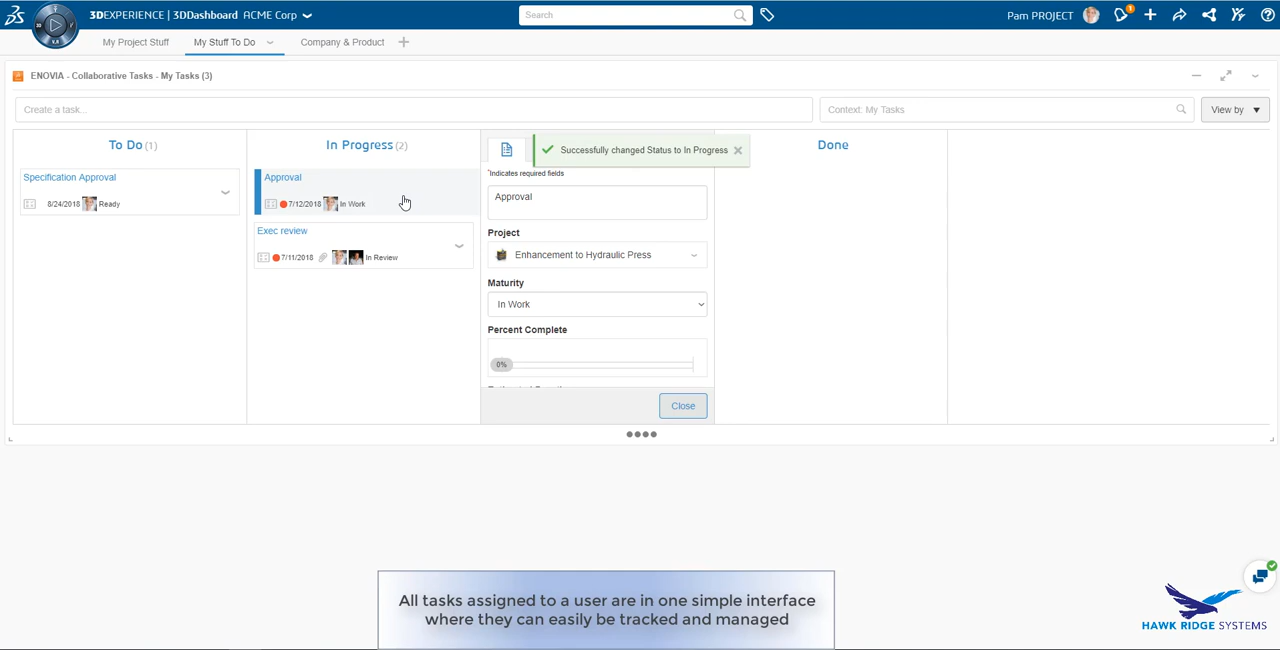 3DEXPERIENCE | 3DDashboard ACME Corp
Search
Pam PROJECT
1
3D
V.R
My Project Stuff
My Stuff To Do
Company & Product
ENOVIA - Collaborative Tasks - My Tasks (3)
Create a task...
Context: My Tasks
View by
To Do (1)
In Progress (2)
Done
Successfully changed Status to In Progress
*Indicates required fields
Specification Approval
8/24/2018 Ready
Approval
7/12/2018 In Work
Exec review
7/11/2018 In Review
Approval
Project
Enhancement to Hydraulic Press
Maturity
In Work
Percent Complete
0%
Close
All tasks assigned to a user are in one simple interface
where they can easily be tracked and managed
HAWK RIDGE SYSTEMS